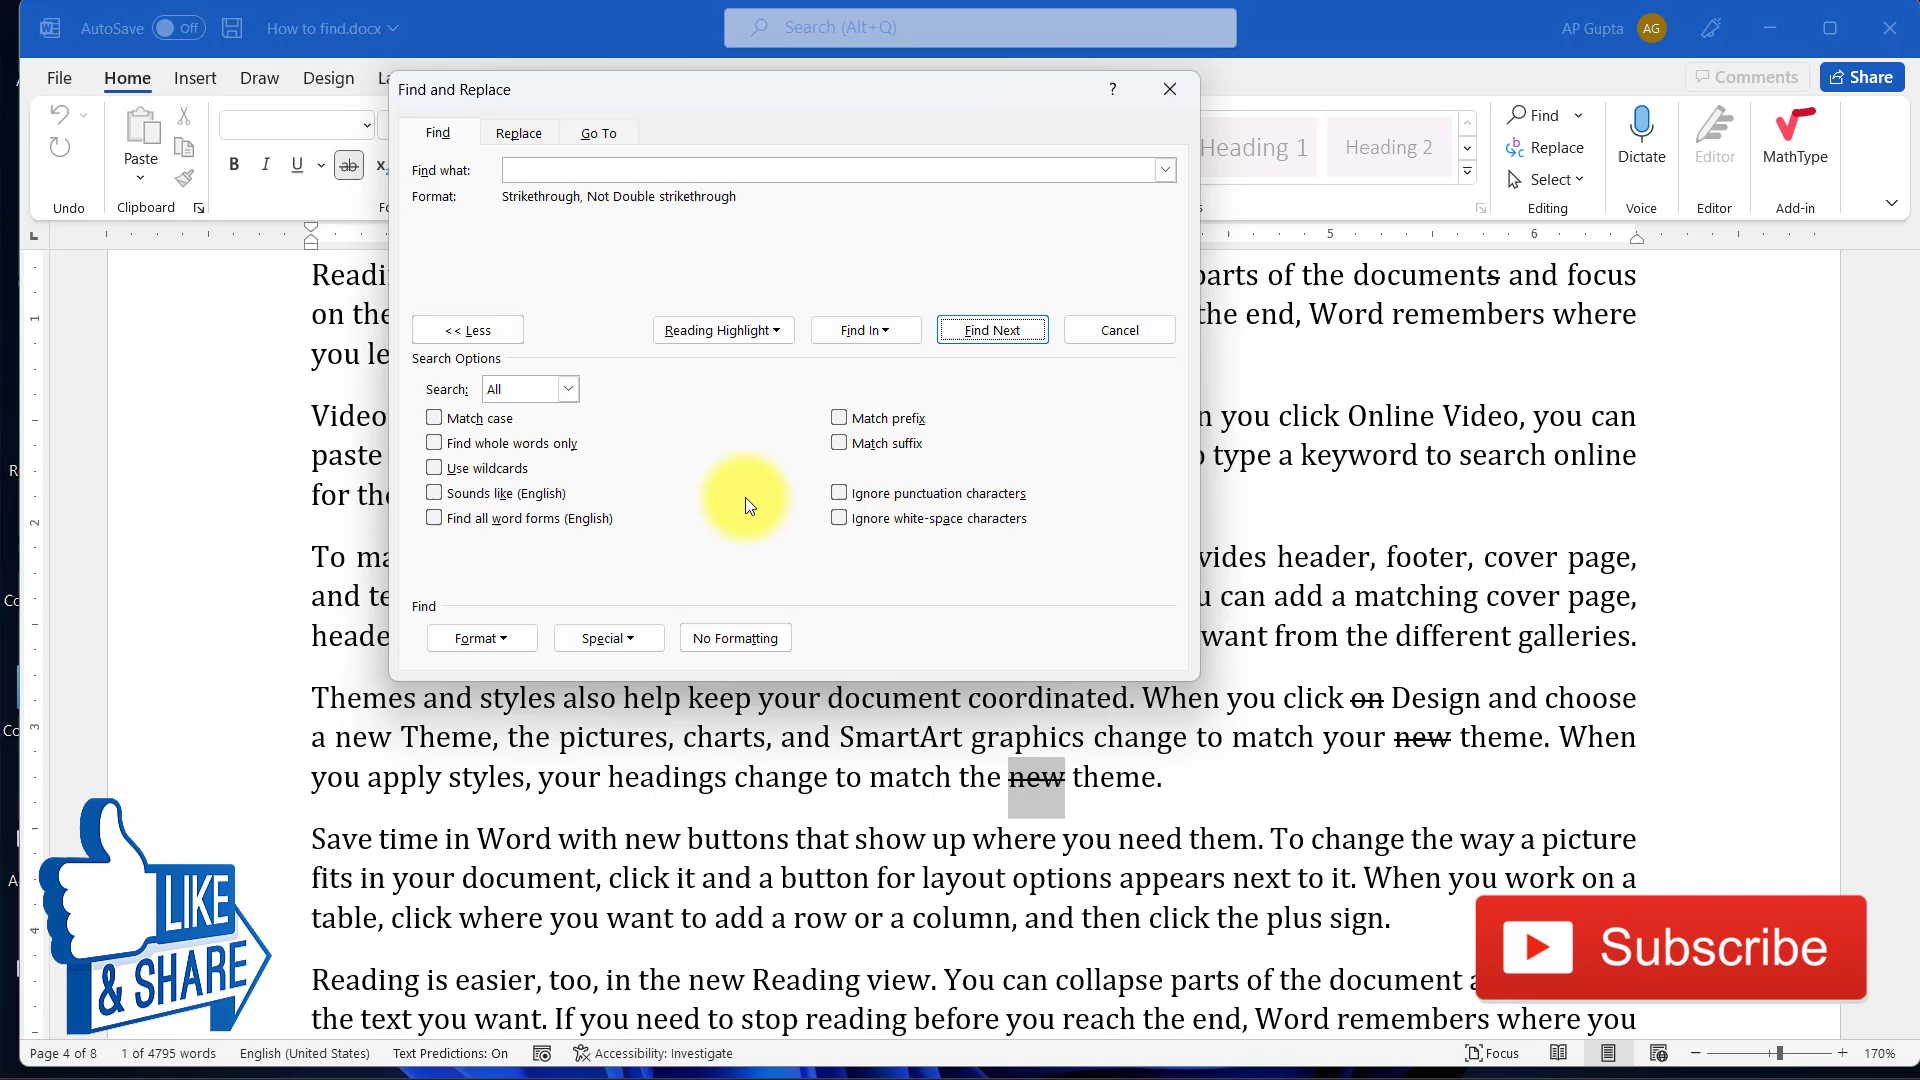 AutoSave Off How to find.docx Search (Alt+Q) AP Gupta AG
File Home Insert Draw Design Comments Share
Find and Replace ?
Find Replace Go To
Find what:
Format: Strikethrough, Not Double strikethrough
<< Less Reading Highlight Find In Find Next Cancel
Search Options
Search: All
Match case Match prefix
Find whole words only Match suffix
Use wildcards
Sounds like (English) Ignore punctuation characters
Find all word forms (English) Ignore white-space characters
Find
Format Special No Formatting
Paste B I U ab Heading 1 Heading 2 Find Replace Select Dictate Editor MathType
Undo Clipboard Editing Voice Editor Add-in
5 6
parts of the documents and focus
on the the end, Word remembers where
you
Video you click Online Video, you can
paste type a keyword to search online
for
To header, footer, cover page,
and can add a matching cover page,
want from the different galleries.
Themes and styles also help keep your document coordinated. When you click on Design and choose
a new Theme, the pictures, charts, and SmartArt graphics change to match your new theme. When
you apply styles, your headings change to match the new theme.
Save time in Word with new buttons that show up where you need them. To change the way a picture
fits in your document, click it and a button for layout options appears next to it. When you work on a
table, click where you want to add a row or a column, and then click the plus sign.
Reading is easier, too, in the new Reading view. You can collapse parts of the document
the text you want. If you need to stop reading before you reach the end, Word remembers where you
1
2
3
4
LIKE
& SHARE
Subscribe
Page 4 of 8 1 of 4795 words English (United States) Text Predictions: On Accessibility: Investigate Focus 170%